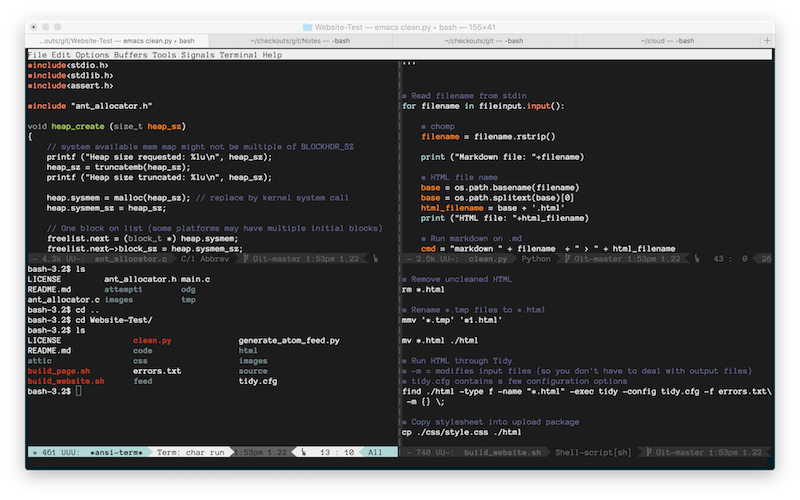 Website-Test — emacs clean.py — 155×41
...outs/git/Website-Test — emacs clean.py • bash
~/checkouts/git/Notes — -bash
~/checkouts/git — -bash
~/cloud — -bash
+
File Edit Options Buffers Tools Signals Terminal Help
#include<stdio.h>
#include<stdlib.h>
#include<assert.h>
#include "ant_allocator.h"
void heap_create (size_t heap_sz)
{
// system available mem map might not be multiple of BLOCKHDR_SZ
printf ("Heap size requested: %lu\n", heap_sz);
heap_sz = truncatemb(heap_sz);
printf ("Heap size truncated: %lu\n", heap_sz);
heap.sysmem = malloc(heap_sz); // replace by kernel system call
heap.sysmem_sz = heap_sz;
// One block on list (some platforms may have multiple initial blocks)
freelist.next = (block_t *) heap.sysmem;
freelist.next->block_sz = heap.sysmem_sz;
- 4.2k UU-: ant_allocator.c C/l Abbrev Git-master 1:53pm 1.22
bash-3.2$ ls
LICENSE ant_allocator.h main.c
README.md attempt1 odg
ant_allocator.c images tmp
bash-3.2$ cd ..
bash-3.2$ cd Website-Test/
bash-3.2$ ls
LICENSE clean.py generate_atom_feed.py
README.md code html
attic css images
build_page.sh errors.txt source
build_website.sh feed tidy.cfg
bash-3.2$
* 461 UUU: *ansi-term* Term: char run 1:53pm 1.22 13 : 10 All
'''
# Read filename from stdin
for filename in fileinput.input():
# chomp
filename = filename.rstrip()
print ("Markdown file: "+filename)
# HTML file name
base = os.path.basename(filename)
base = os.path.splitext(base)[0]
html_filename = base + '.html'
print ("HTML file: "+html_filename)
# Run markdown on .md
cmd = "markdown " + filename + " > " + html_filename
- 2.6k UU-: clean.py Python Git-master 1:53pm 1.22 43 : 0 26
# Remove uncleaned HTML
rm *.html
# Rename *.tmp files to *.html
mmv '*.tmp' '#1.html'
mv *.html ./html
# Run HTML through Tidy
# -m = modifies input files (so you don't have to deal with output files)
# tidy.cfg contains a few configuration options
find ./html -type f -name "*.html" -exec tidy -config tidy.cfg -f errors.txt\
-m {} \;
# Copy stylesheet into upload package
cp ./css/style.css ./html
- 740 UU-: build_website.sh Shell-script[sh] Git-master 1:53pm 1.22